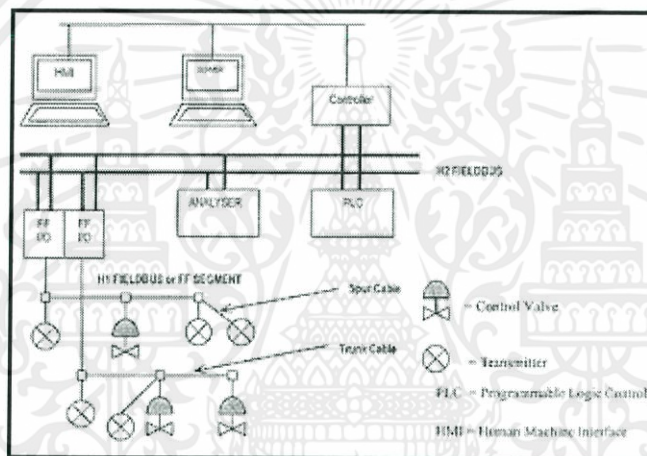 HMI
SERVER
Controller
H2 FIELDBUS
FF I/O
FF I/O
ANALYSER
PLC
H1 FIELDBUS or FF SEGMENT
Spur Cable
= Control Valve
Trunk Cable
= Transmitter
PLC = Programmable Logic Control
HMI = Human Machine Interface